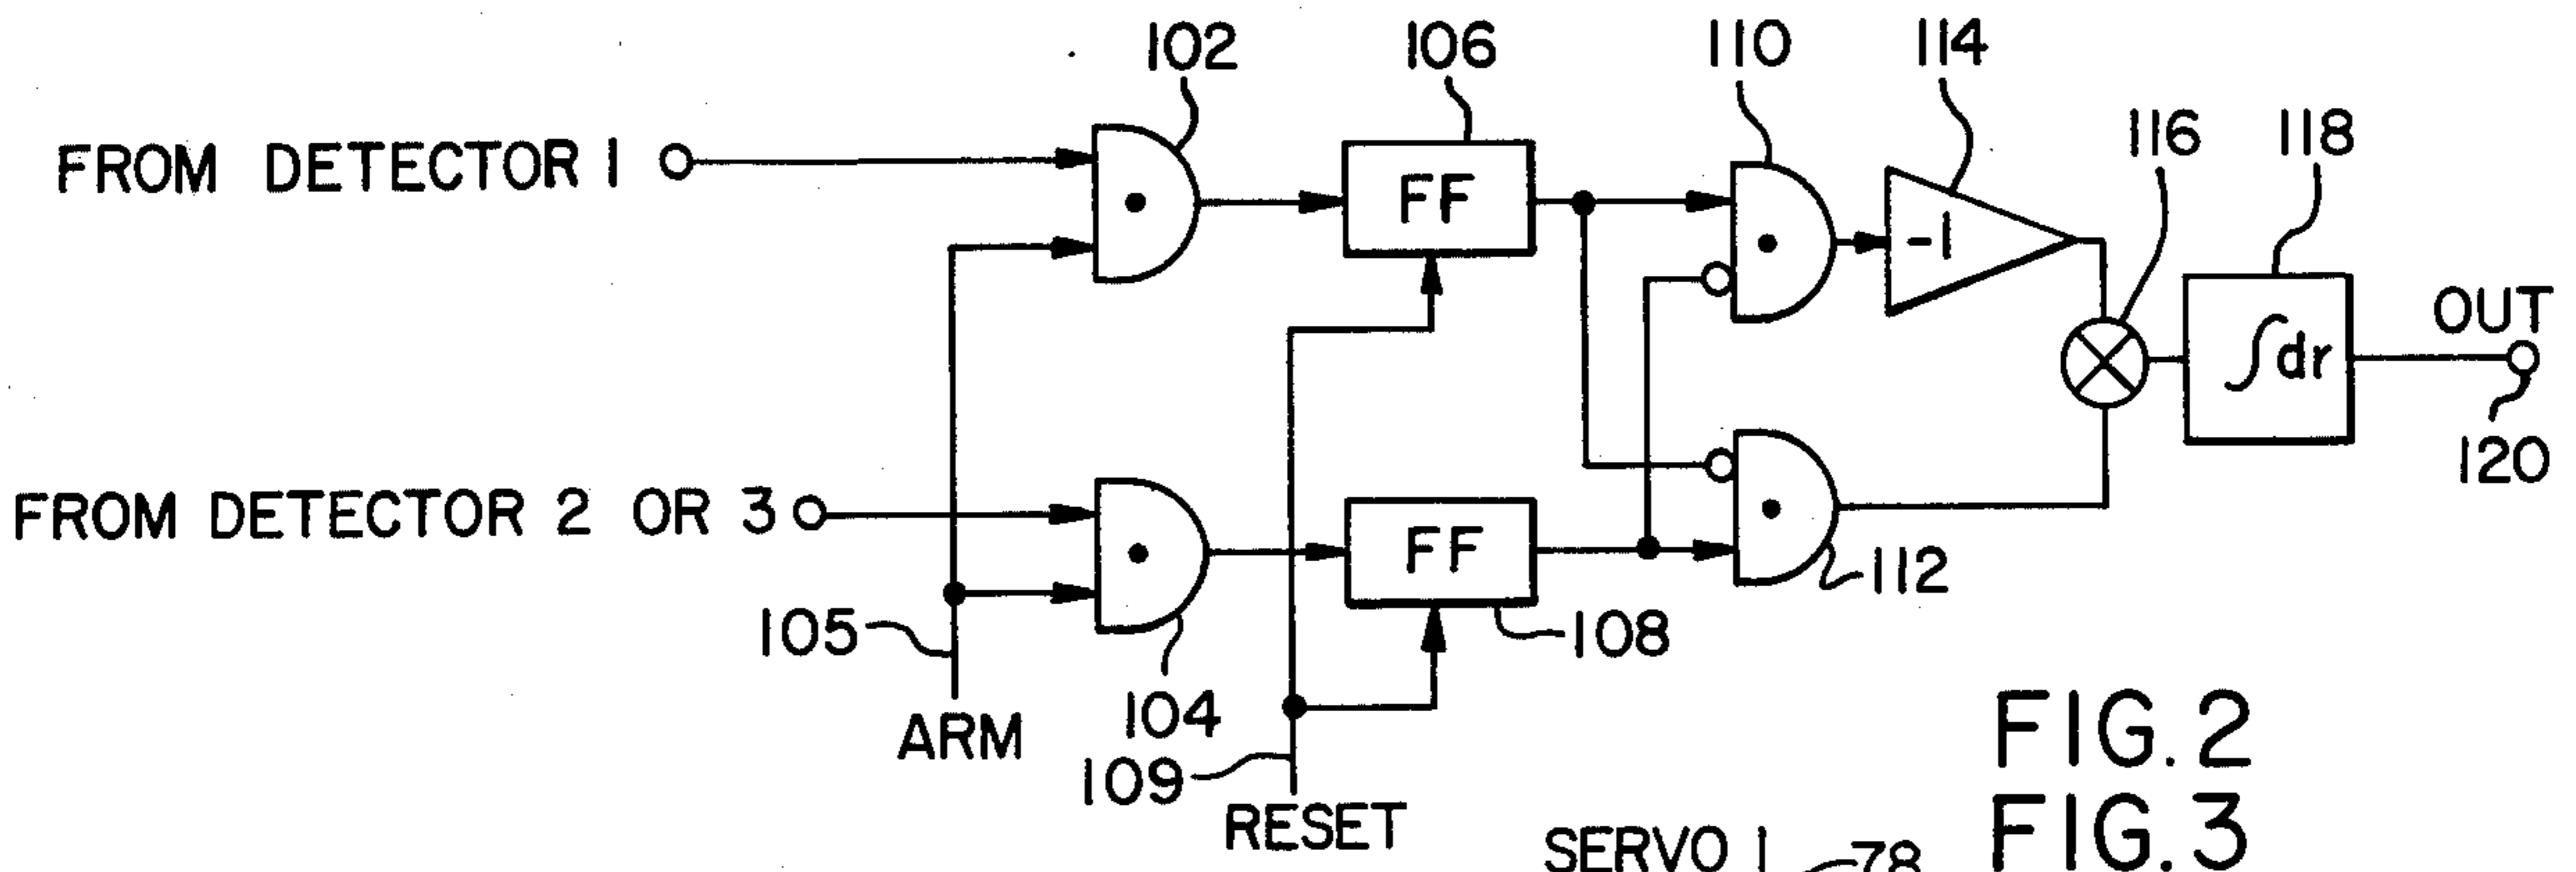 102
106
110
114
116
118
FROM DETECTOR 1
FF
-1
OUT
∫dr
120
FROM DETECTOR 2 OR 3
FF
112
105
108
104
ARM
109
RESET
FIG. 2
FIG. 3
SERVO 1
78